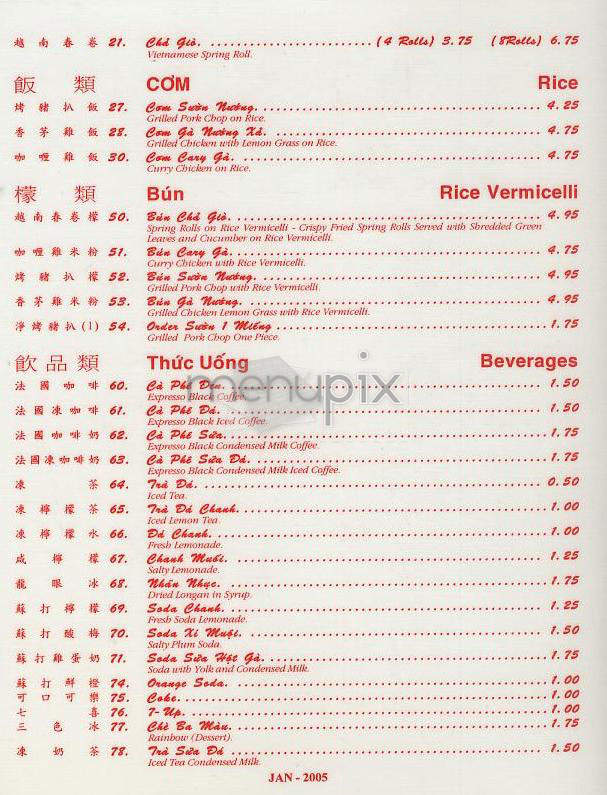 越南春卷 21. Chả Giò. (4 Rolls) 3.75 (8Rolls) 6.75
Vietnamese Spring Roll.
飯類 CƠM Rice
烤豬扒飯 27. Cơm Sườn Nướng. 4.25
Grilled Pork Chop on Rice.
香茅雞飯 28. Cơm Gà Nướng Xả. 4.75
Grilled Chicken with Lemon Grass on Rice.
咖喱雞飯 30. Cơm Cary Gà. 4.75
Curry Chicken on Rice.
檬類 Bún Rice Vermicelli
越南春卷檬 50. Bún Chả Giò. 4.95
Spring Rolls on Rice Vermicelli - Crispy Fried Spring Rolls Served with Shredded Green
Leaves and Cucumber on Rice Vermicelli.
咖喱雞米粉 51. Bún Cary Gà. 4.75
Curry Chicken with Rice Vermicelli.
烤豬扒檬 52. Bún Sườn Nướng. 4.95
Grilled Pork Chop with Rice Vermicelli
香茅雞米粉 53. Bún Gà Nướng. 4.95
Grilled Chicken Lemon Grass with Rice Vermicelli.
淨烤豬扒(1) 54. Order Sườn 1 Miếng 1.75
Grilled Pork Chop One Piece.
飲品類 Thức Uống Beverages
menupix
法國咖啡 60. Cà Phê Đen. 1.50
Expresso Black Coffee.
法國凍咖啡 61. Cà Phê Đá. 1.50
Expresso Black Iced Coffee.
法國咖啡奶 62. Cà Phê Sữa. 1.75
Expresso Black Condensed Milk Coffee.
法國凍咖啡奶 63. Cà Phê Sữa Đá. 1.75
Expresso Black Condensed Milk Iced Coffee.
凍茶 64. Trà Đá. 0.50
Iced Tea.
凍檸檬茶 65. Trà Đá Chanh. 1.00
Iced Lemon Tea.
凍檸檬水 66. Đá Chanh. 1.00
Fresh Lemonade.
咸檸檬 67. Chanh Muối. 1.25
Salty Lemonade.
龍眼冰 68. Nhãn Nhục. 1.75
Dried Longan in Syrup.
蘇打檸檬 69. Soda Chanh. 1.25
Fresh Soda Lemonade.
蘇打酸梅 70. Soda Xí Muội. 1.50
Salty Plum Soda.
蘇打雞蛋奶 71. Soda Sữa Hột Gà. 1.75
Soda with Yolk and Condensed Milk.
蘇打鮮橙 74. Orange Soda. 1.00
可口可樂 75. Coke. 1.00
七喜 76. 7-Up. 1.00
三色冰 77. Chè Ba Màu. 1.75
Rainbow (Dessert).
凍奶茶 78. Trà Sữa Đá 1.50
Iced Tea Condensed Milk.
JAN - 2005